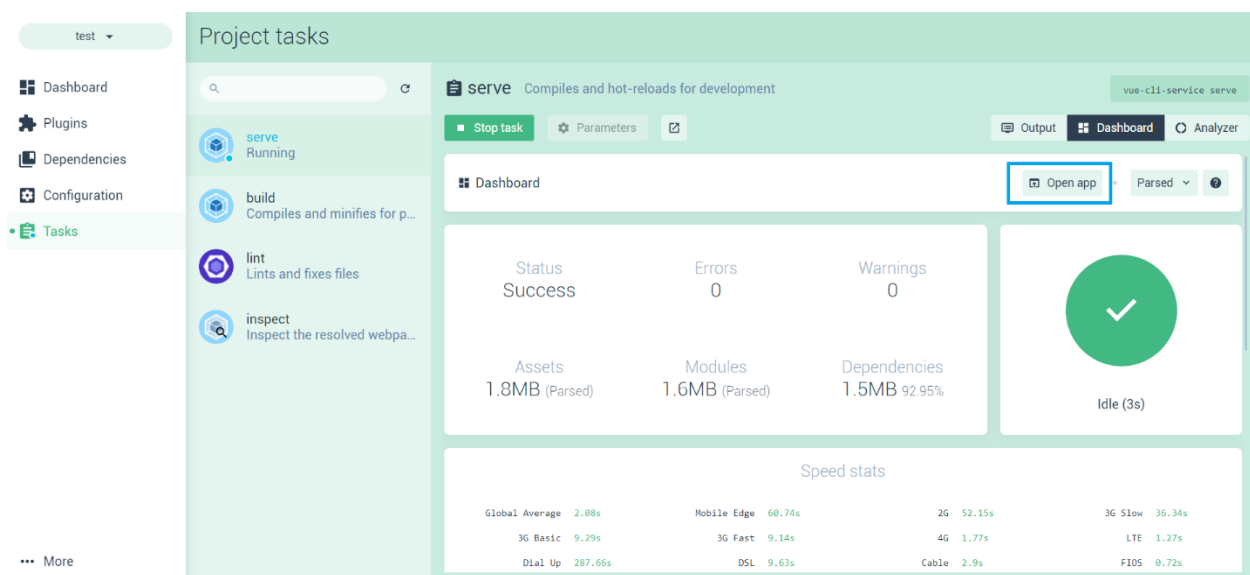 test
Project tasks
Dashboard
Plugins
Dependencies
Configuration
Tasks
More
serve
Running
build
Compiles and minifies for p...
lint
Lints and fixes files
inspect
Inspect the resolved webpa...
serve Compiles and hot-reloads for development
vue-cli-service serve
Stop task Parameters
Output Dashboard Analyzer
Dashboard
Open app Parsed
Status Errors Warnings
Success 0 0
Assets Modules Dependencies
1.8MB (Parsed) 1.6MB (Parsed) 1.5MB 92.95%
Idle (3s)
Speed stats
Global Average 2.08s Mobile Edge 60.74s 2G 52.15s 3G Slow 36.34s
3G Basic 9.29s 3G Fast 9.14s 4G 1.77s LTE 1.27s
Dial Up 287.66s DSL 9.63s Cable 2.9s FIOS 0.72s